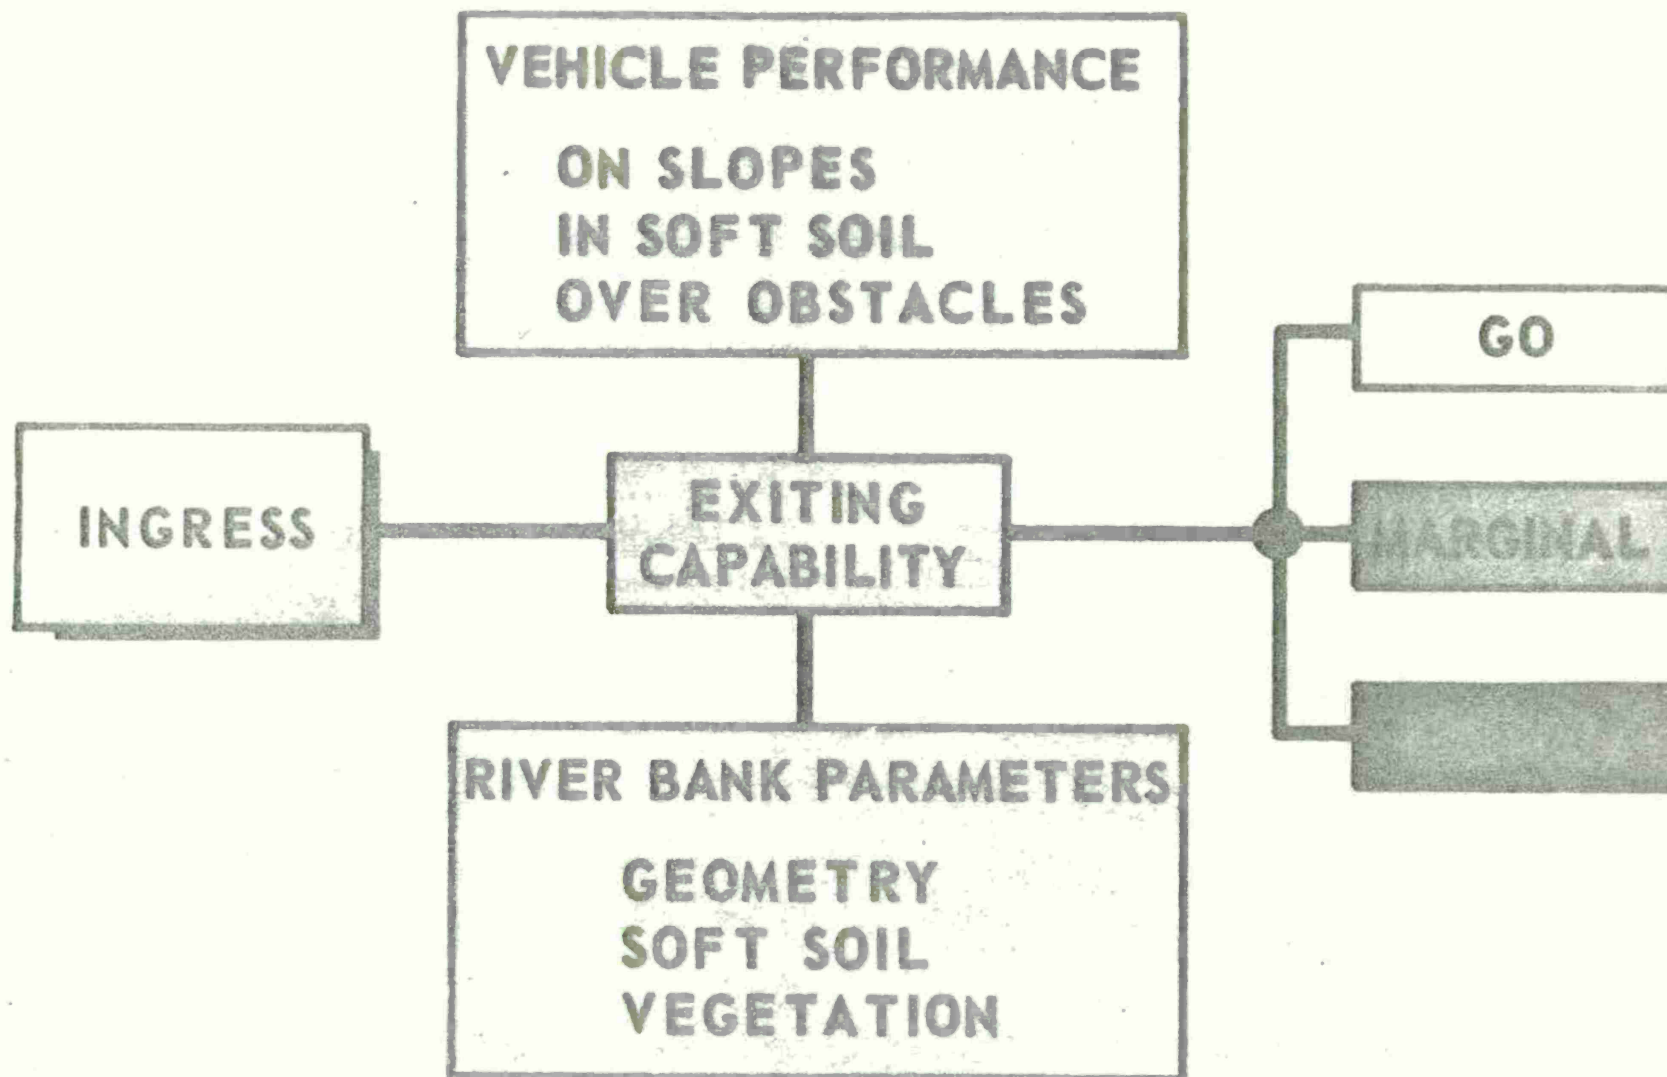 VEHICLE PERFORMANCE
ON SLOPES
IN SOFT SOIL
OVER OBSTACLES
GO
INGRESS
EXITING
CAPABILITY
MARGINAL
RIVER BANK PARAMETERS
GEOMETRY
SOFT SOIL
VEGETATION